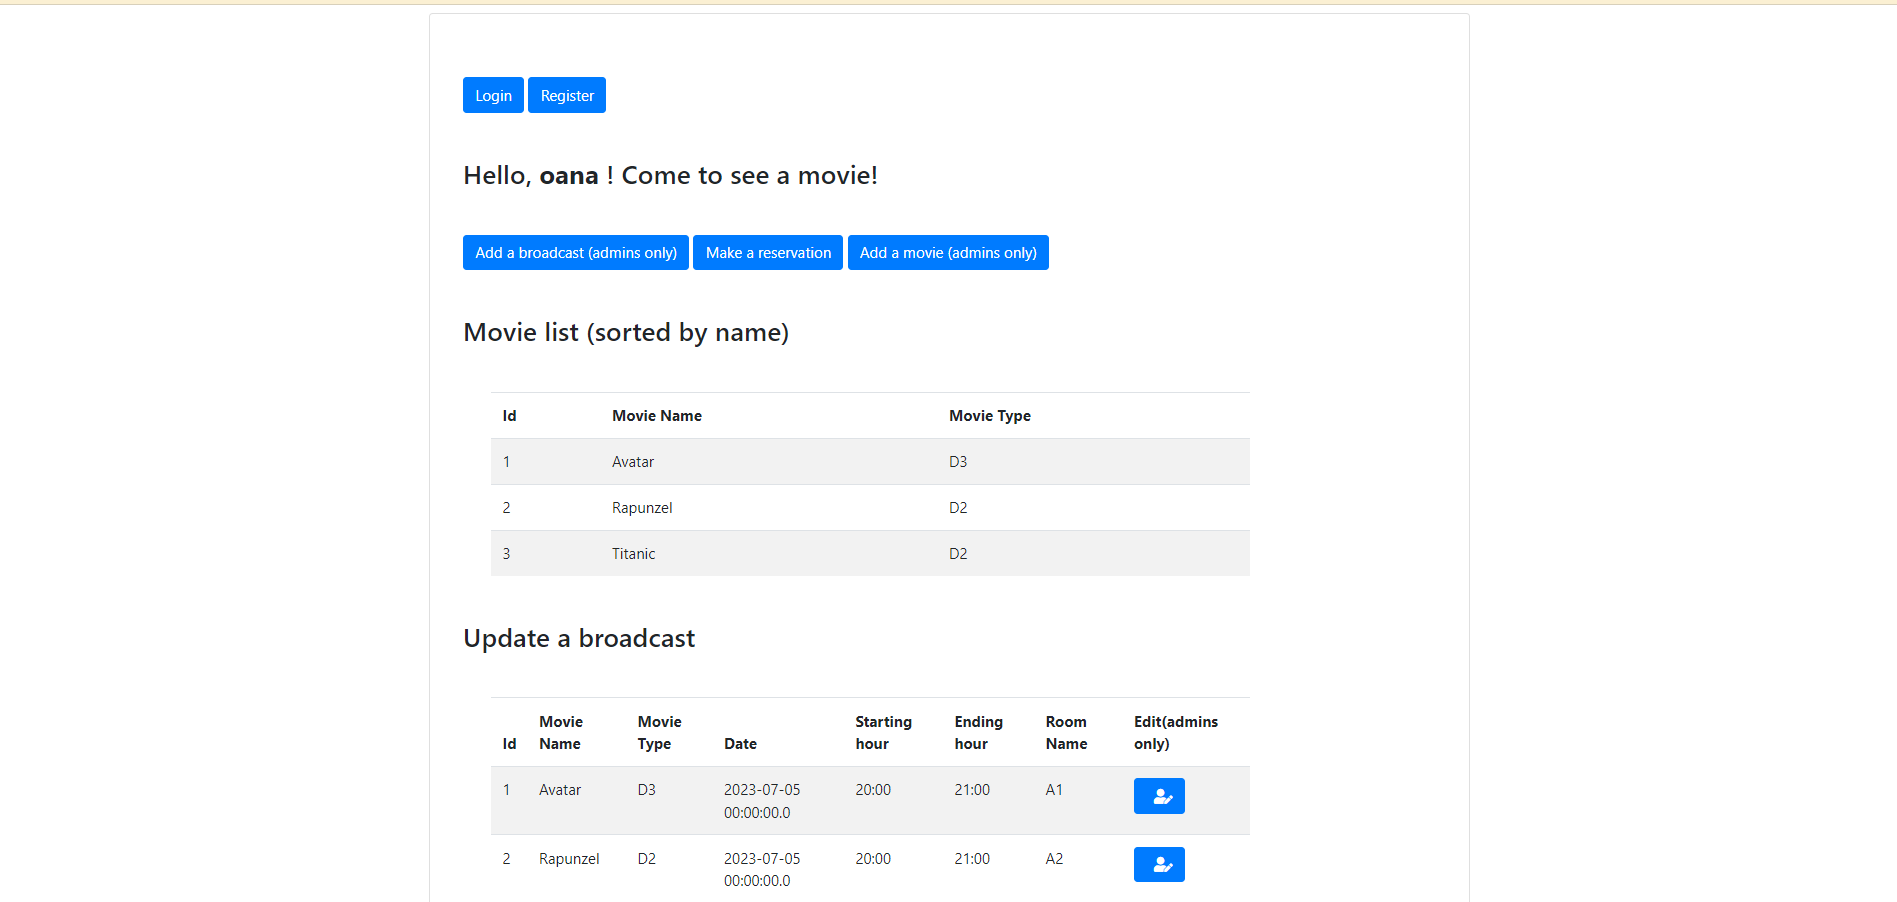 Login Register
Hello, oana ! Come to see a movie!
Add a broadcast (admins only) Make a reservation Add a movie (admins only)
Movie list (sorted by name)
Id Movie Name Movie Type
1 Avatar D3
2 Rapunzel D2
3 Titanic D2
Update a broadcast
Id Movie Name Movie Type Date Starting hour Ending hour Room Name Edit(admins only)
1 Avatar D3 2023-07-05 00:00:00.0 20:00 21:00 A1
2 Rapunzel D2 2023-07-05 00:00:00.0 20:00 21:00 A2